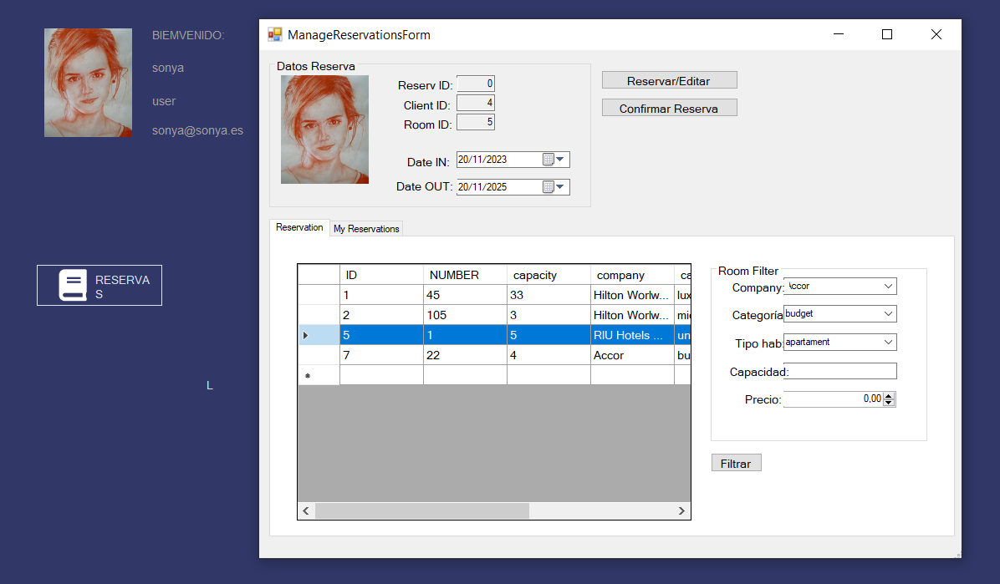 BIEMVENIDO:
sonya
user
sonya@sonya.es
RESERVA
S
L
ManageReservationsForm
Datos Reserva
Reserv ID: 0
Client ID: 4
Room ID: 5
Date IN: 20/11/2023
Date OUT: 20/11/2025
Reservar/Editar
Confirmar Reserva
Reservation My Reservations
ID NUMBER capacity company ca
1 45 33 Hilton Worlw... lux
2 105 3 Hilton Worlw... mid
5 1 5 RIU Hotels ... un
7 22 4 Accor bu
Room Filter
Company: Accor
Categoría budget
Tipo hab: apartament
Capacidad:
Precio: 0,00
Filtrar